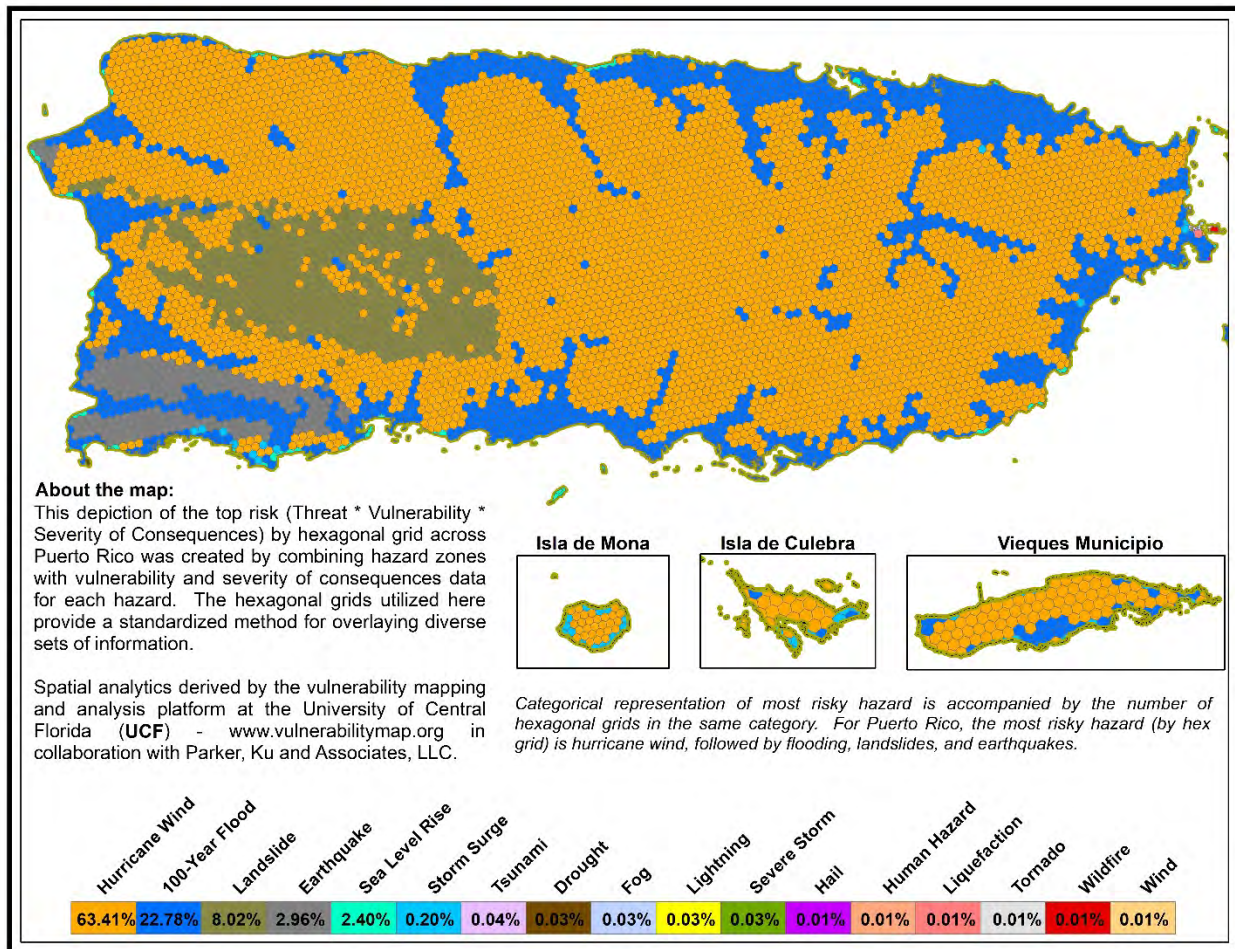 About the map:
This depiction of the top risk (Threat * Vulnerability *
Severity of Consequences) by hexagonal grid across
Puerto Rico was created by combining hazard zones
with vulnerability and severity of consequences data
for each hazard. The hexagonal grids utilized here
provide a standardized method for overlaying diverse
sets of information.
Spatial analytics derived by the vulnerability mapping
and analysis platform at the University of Central
Florida (UCF) - www.vulnerabilitymap.org in
collaboration with Parker, Ku and Associates, LLC.
Isla de Mona
Isla de Culebra
Vieques Municipio
Categorical representation of most risky hazard is accompanied by the number of
hexagonal grids in the same category. For Puerto Rico, the most risky hazard (by hex
grid) is hurricane wind, followed by flooding, landslides, and earthquakes.
Hurricane Wind
100-Year Flood
Landslide
Earthquake
Sea Level Rise
Storm Surge
Tsunami
Drought
Fog
Lightning
Severe Storm
Hail
Human Hazard
Liquefaction
Tornado
Wildfire
Wind
63.41% 22.78% 8.02% 2.96% 2.40% 0.20% 0.04% 0.03% 0.03% 0.03% 0.03% 0.01% 0.01% 0.01% 0.01% 0.01% 0.01%